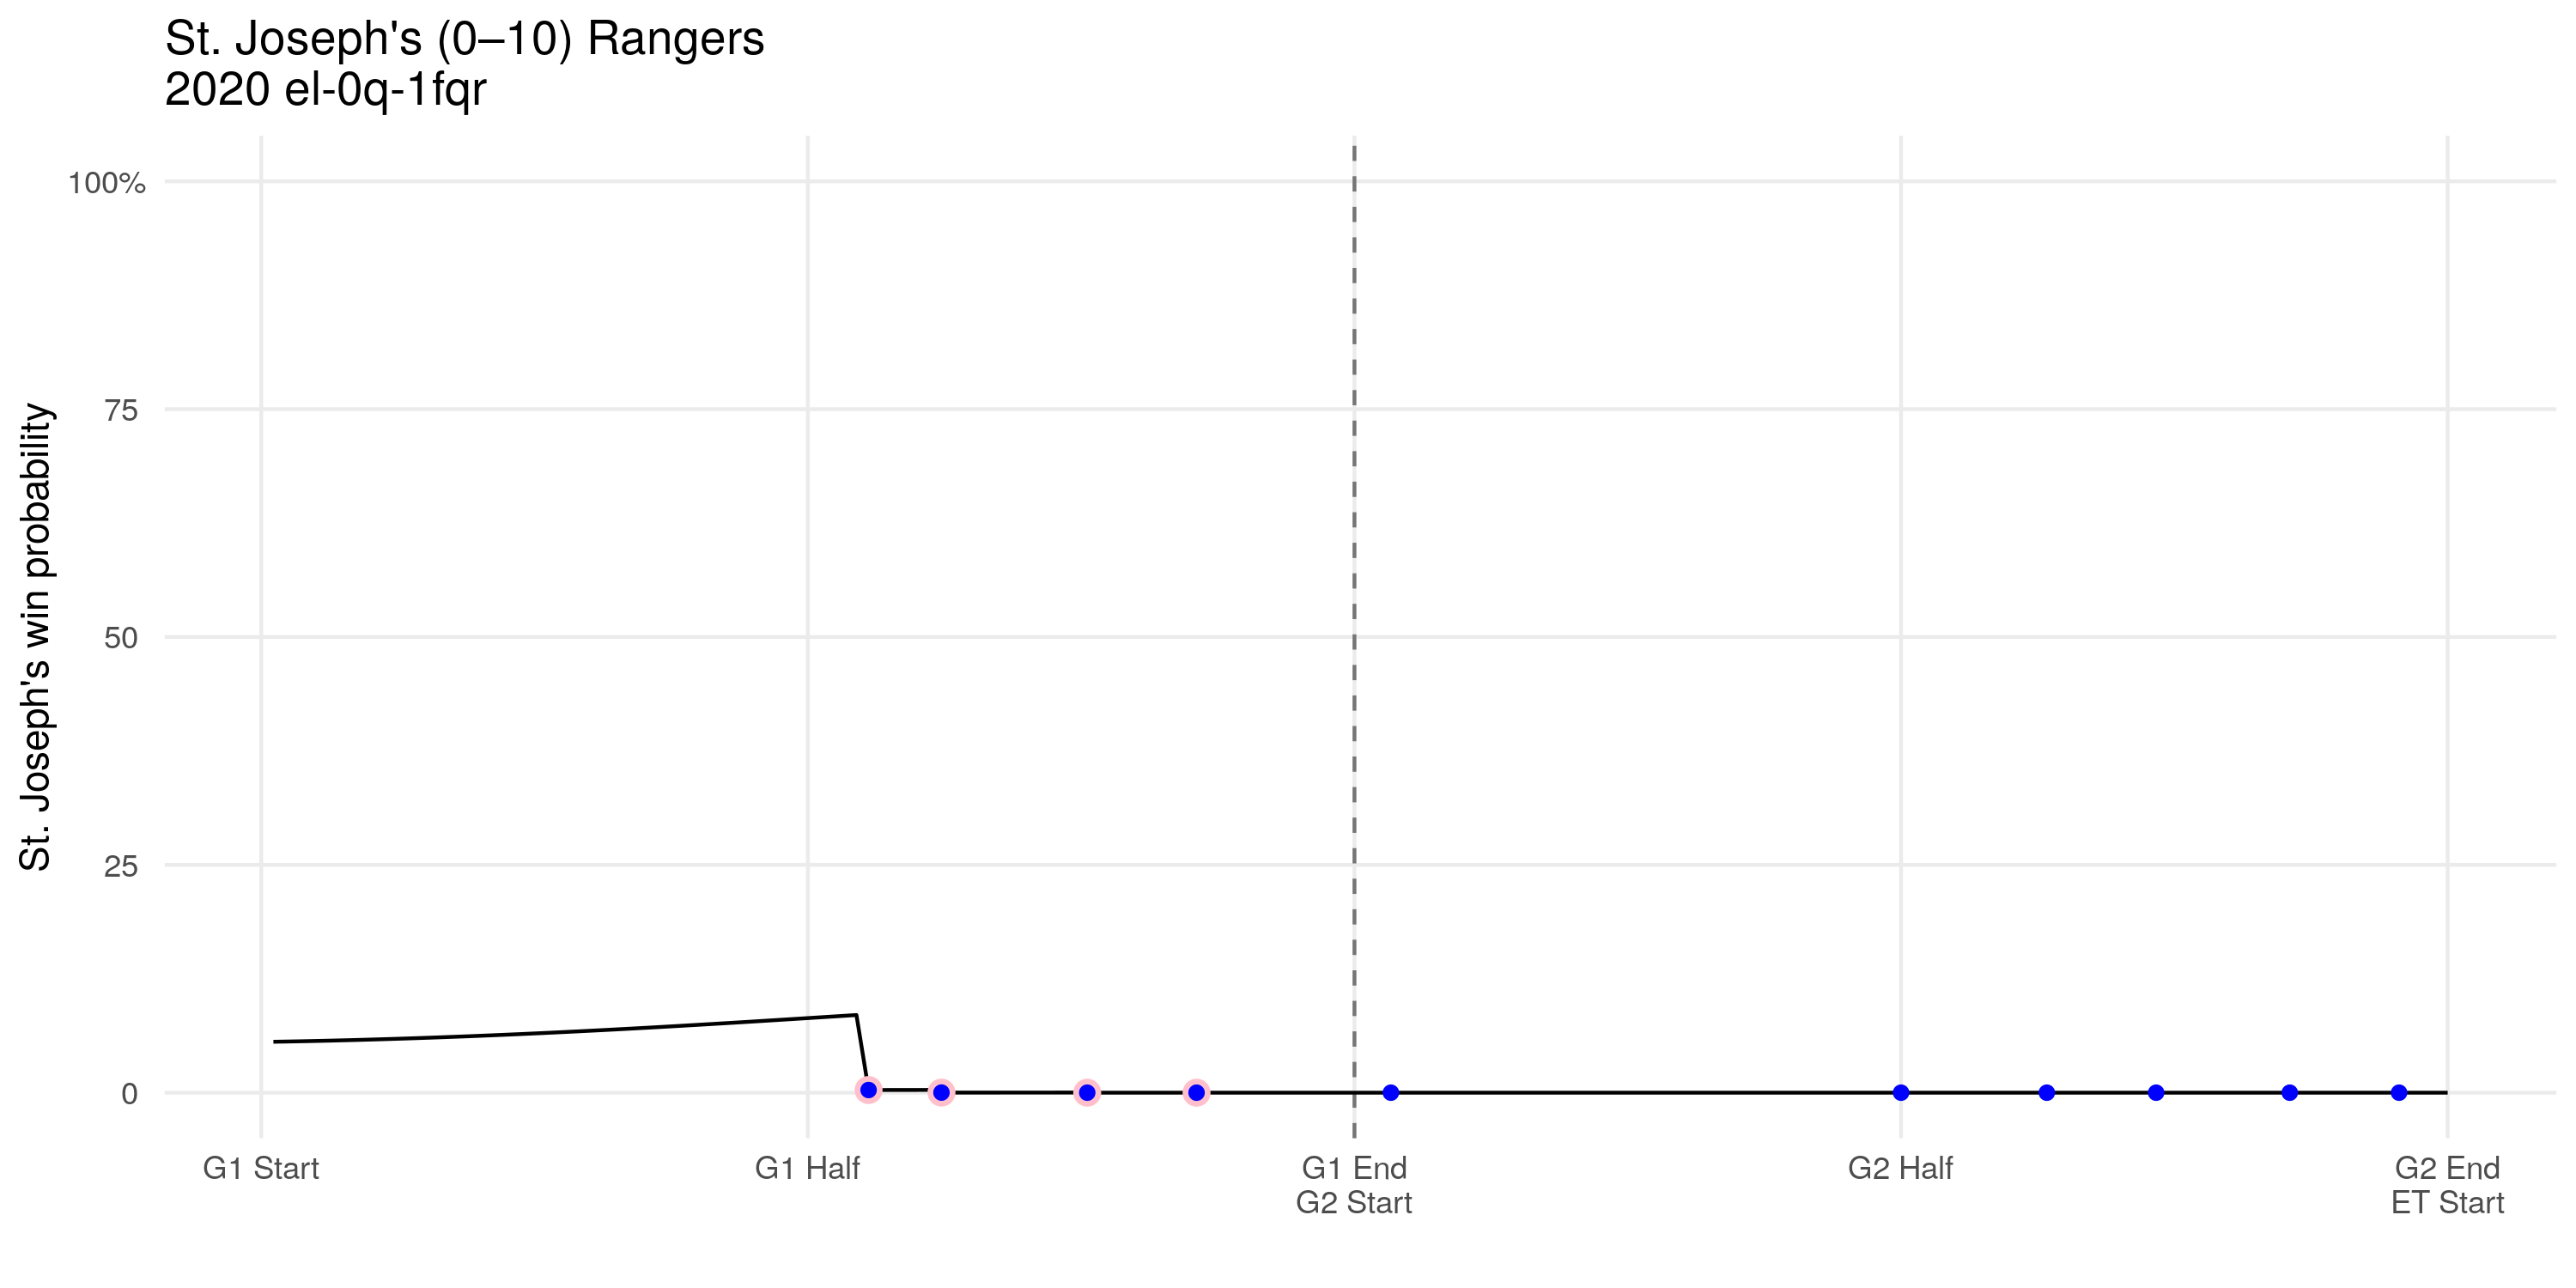 St. Joseph's (0–10) Rangers
2020 el-0q-1fqr
St. Joseph's win probability
100%
75
50
25
0
G1 Start
G1 Half
G1 End
G2 Start
G2 Half
G2 End
ET Start